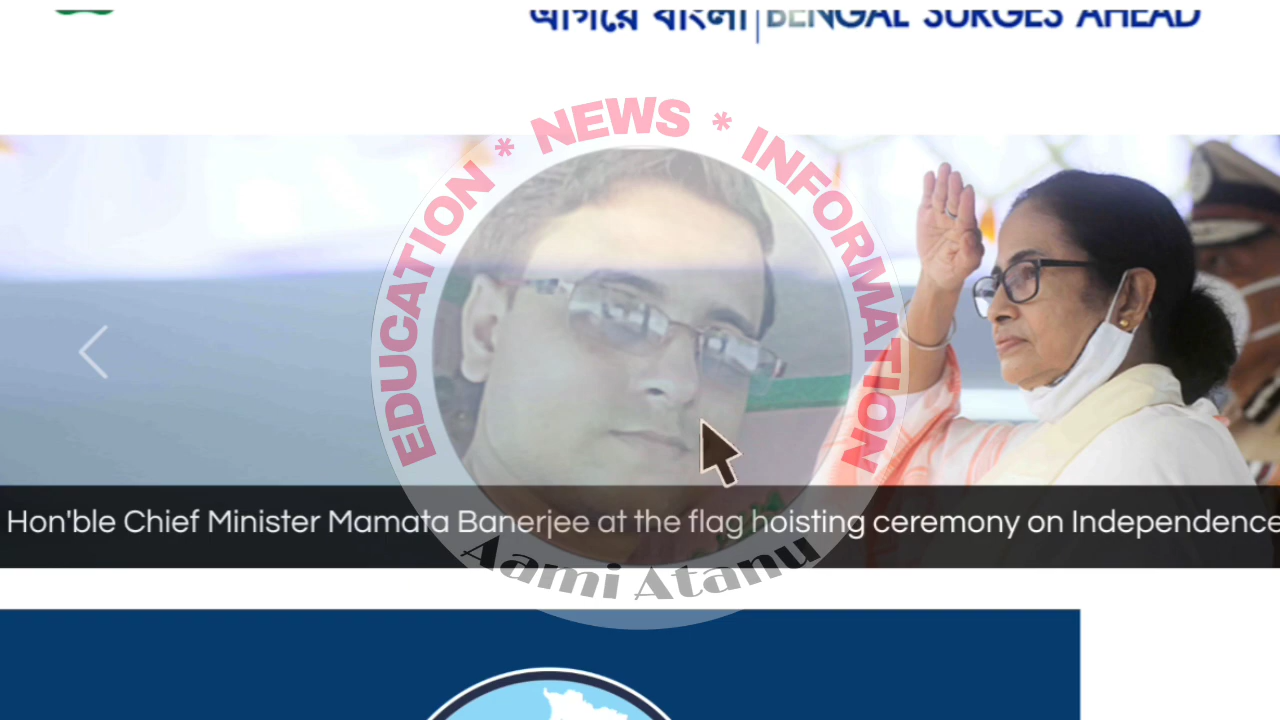 এগিয়ে বাংলা BENGAL SURGES AHEAD
EDUCATION * NEWS * INFORMATION
Hon'ble Chief Minister Mamata Banerjee at the flag hoisting ceremony on Independence
Aami Atanu